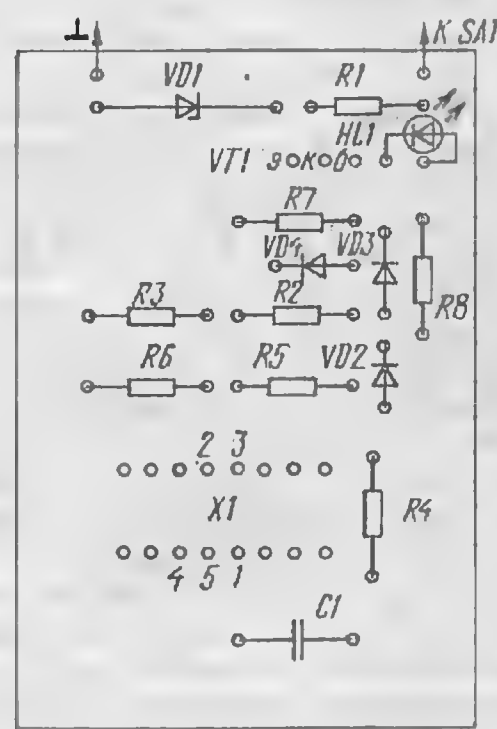 ⊥ К SA1
VD1 R1
HL1
VT1 э к б
R7
VD4 VD3
R3 R2 R8
R6 R5 VD2
2 3
X1 R4
4 5 1
C1